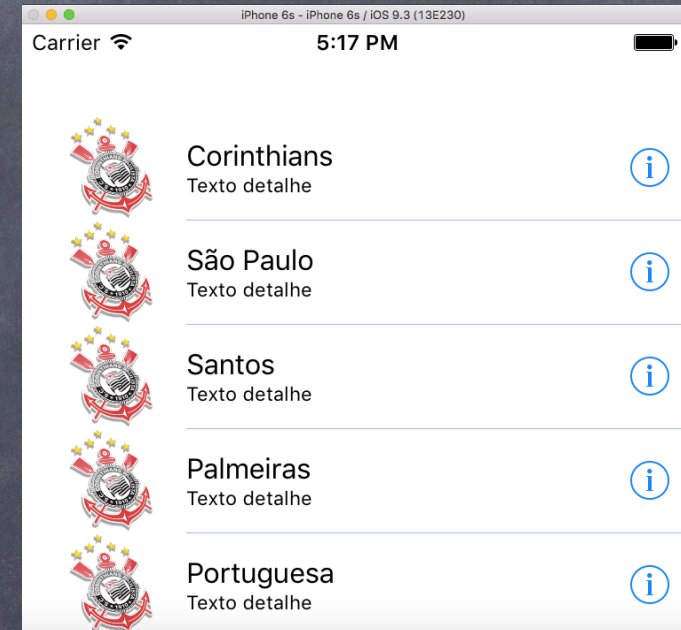 iPhone 6s - iPhone 6s / iOS 9.3 (13E230)
Carrier 5:17 PM
Corinthians
Texto detalhe
São Paulo
Texto detalhe
Santos
Texto detalhe
Palmeiras
Texto detalhe
Portuguesa
Texto detalhe